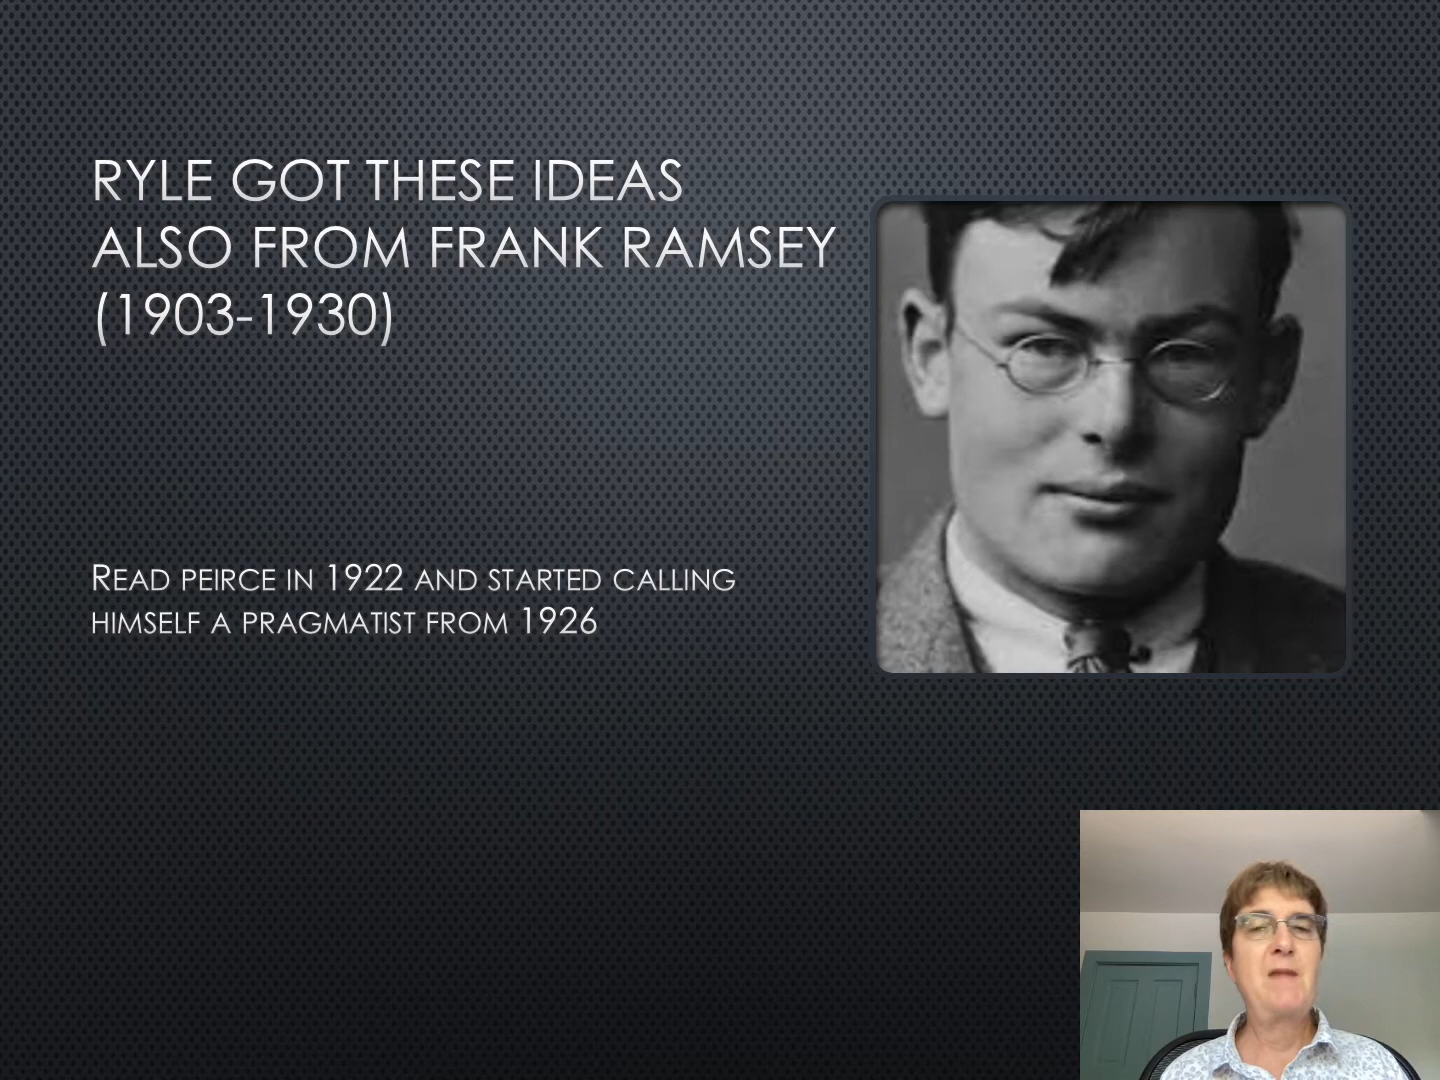 RYLE GOT THESE IDEAS
ALSO FROM FRANK RAMSEY
(1903-1930)
READ PEIRCE IN 1922 AND STARTED CALLING
HIMSELF A PRAGMATIST FROM 1926